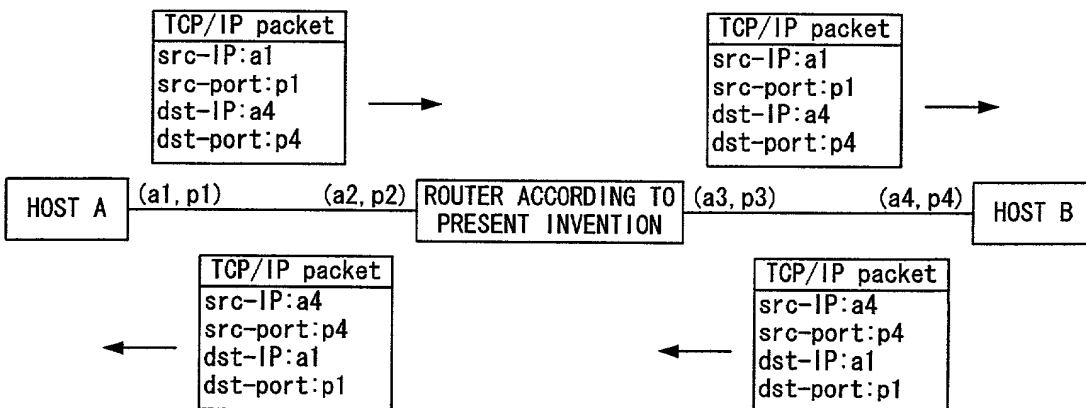 TCP/IP packet
src-IP:a1
src-port:p1
dst-IP:a4
dst-port:p4
TCP/IP packet
src-IP:a1
src-port:p1
dst-IP:a4
dst-port:p4
HOST A
(a1, p1)
(a2, p2)
ROUTER ACCORDING TO
PRESENT INVENTION
(a3, p3)
(a4, p4)
HOST B
TCP/IP packet
src-IP:a4
src-port:p4
dst-IP:a1
dst-port:p1
TCP/IP packet
src-IP:a4
src-port:p4
dst-IP:a1
dst-port:p1